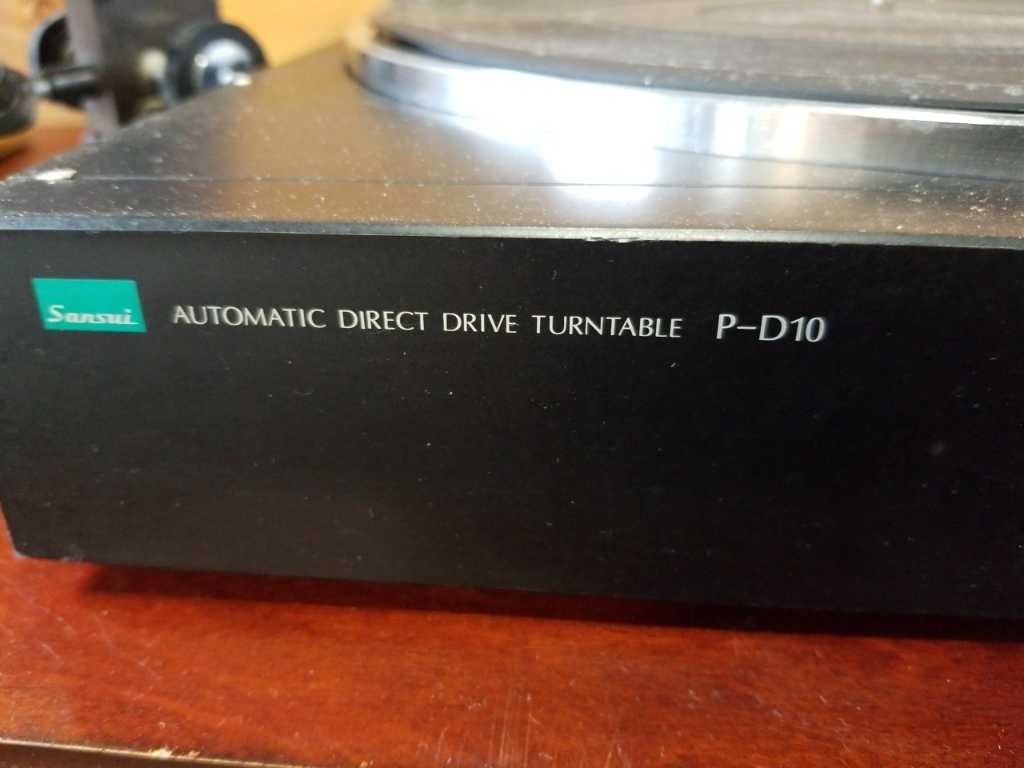 Sansui AUTOMATIC DIRECT DRIVE TURNTABLE P-D10